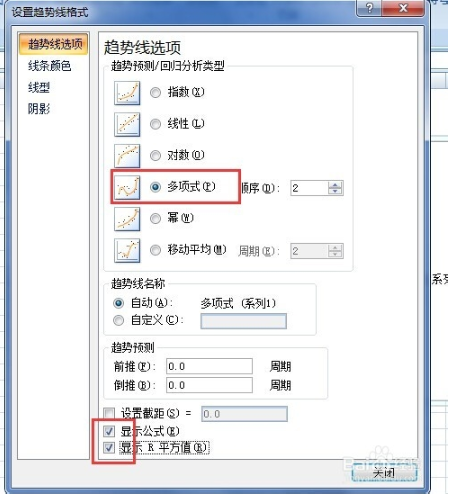 设置趋势线格式
趋势线选项
线条颜色
线型
阴影
趋势线选项
趋势预测/回归分析类型
指数(X)
线性(L)
对数(O)
多项式(P) 顺序(D): 2
幂(W)
移动平均(M) 周期(E): 2
趋势线名称
自动(A): 多项式 (系列1)
自定义(C):
趋势预测
前推(F): 0.0 周期
倒推(B): 0.0 周期
设置截距(S) = 0.0
显示公式(E)
显示 R 平方值(R)
关闭
系列